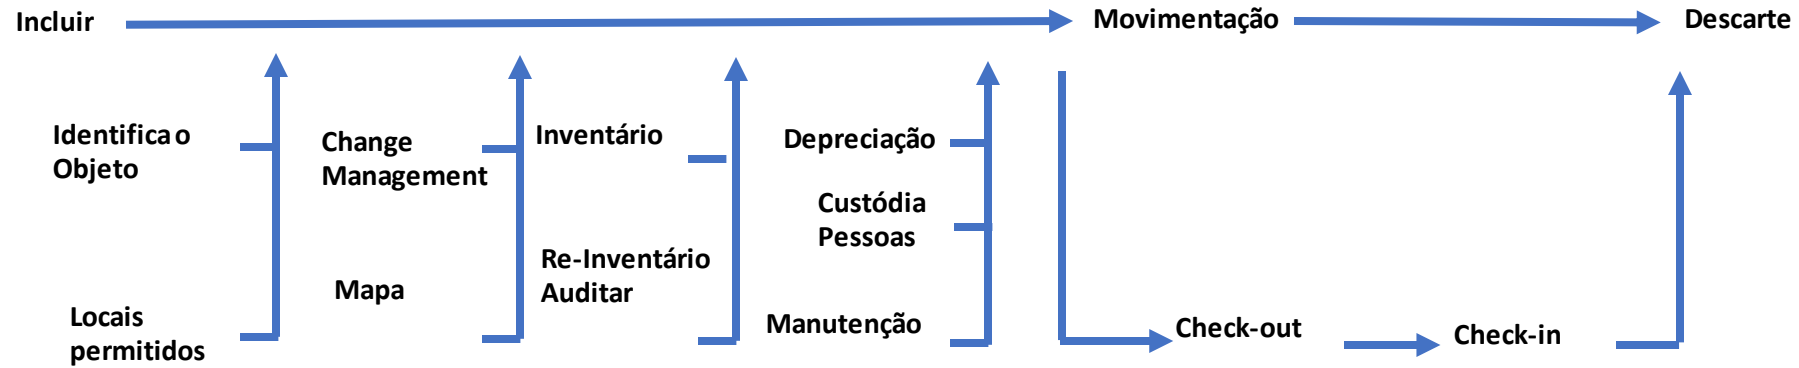 Incluir
Movimentação
Descarte
Identifica o
Objeto
Locais
permitidos
Change
Management
Mapa
Inventário
Re-Inventário
Auditar
Depreciação
Custódia
Pessoas
Manutenção
Check-out
Check-in